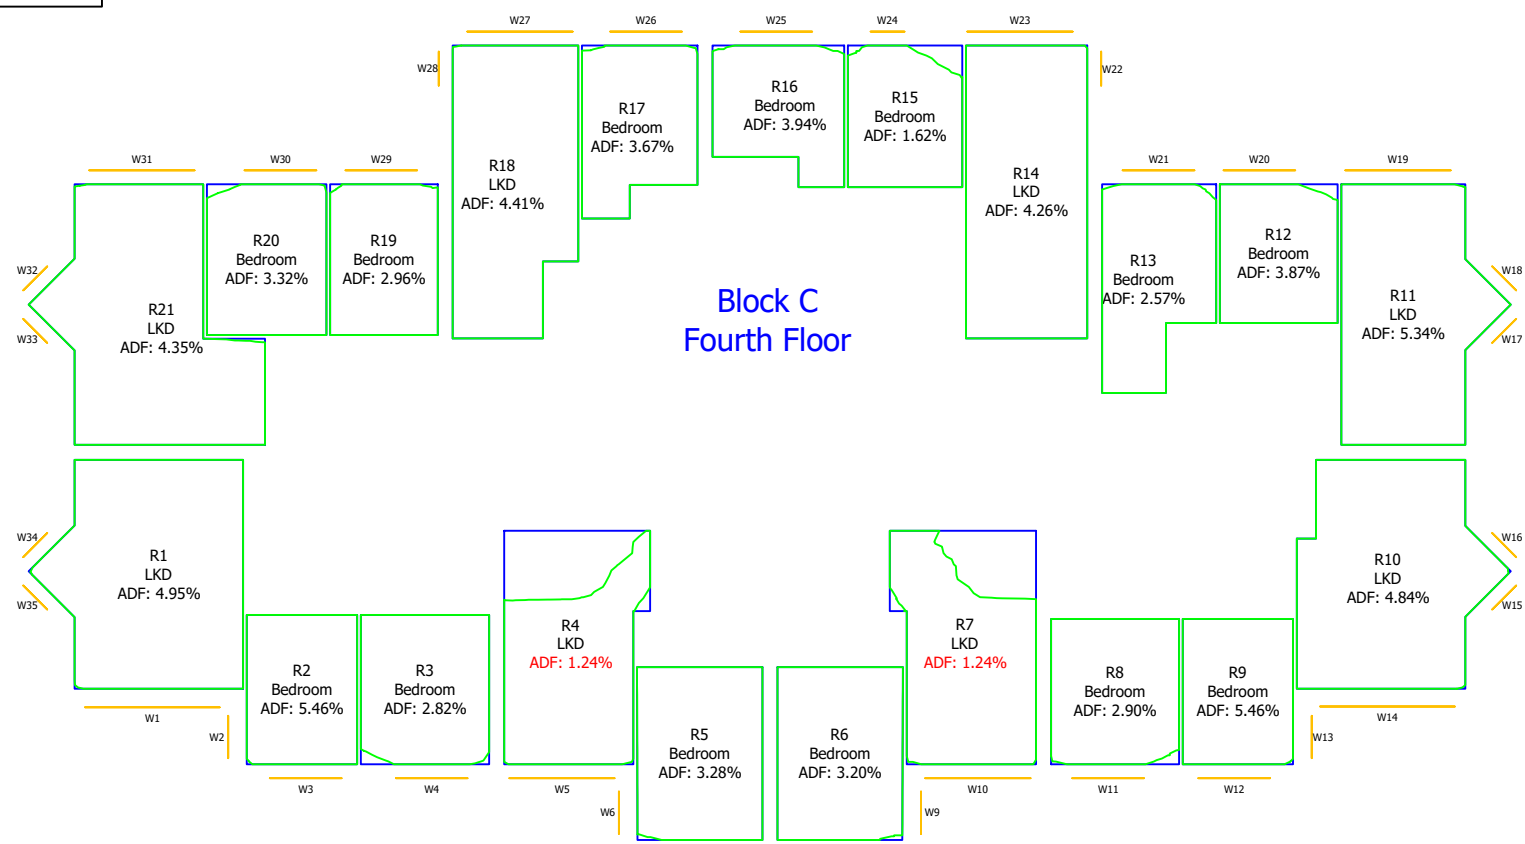 W27
W26
W25
W24
W23
W28
W22
R18
LKD
ADF: 4.41%
R17
Bedroom
ADF: 3.67%
R16
Bedroom
ADF: 3.94%
R15
Bedroom
ADF: 1.62%
R14
LKD
ADF: 4.26%
W31
W30
W29
W21
W20
W19
W32
W33
R21
LKD
ADF: 4.35%
R20
Bedroom
ADF: 3.32%
R19
Bedroom
ADF: 2.96%
Block C
Fourth Floor
R13
Bedroom
ADF: 2.57%
R12
Bedroom
ADF: 3.87%
R11
LKD
ADF: 5.34%
W18
W17
W34
W35
R1
LKD
ADF: 4.95%
R2
Bedroom
ADF: 5.46%
R3
Bedroom
ADF: 2.82%
R4
LKD
ADF: 1.24%
R5
Bedroom
ADF: 3.28%
R6
Bedroom
ADF: 3.20%
R7
LKD
ADF: 1.24%
R8
Bedroom
ADF: 2.90%
R9
Bedroom
ADF: 5.46%
R10
LKD
ADF: 4.84%
W16
W15
W1
W2
W3
W4
W5
W6
W9
W10
W11
W12
W13
W14